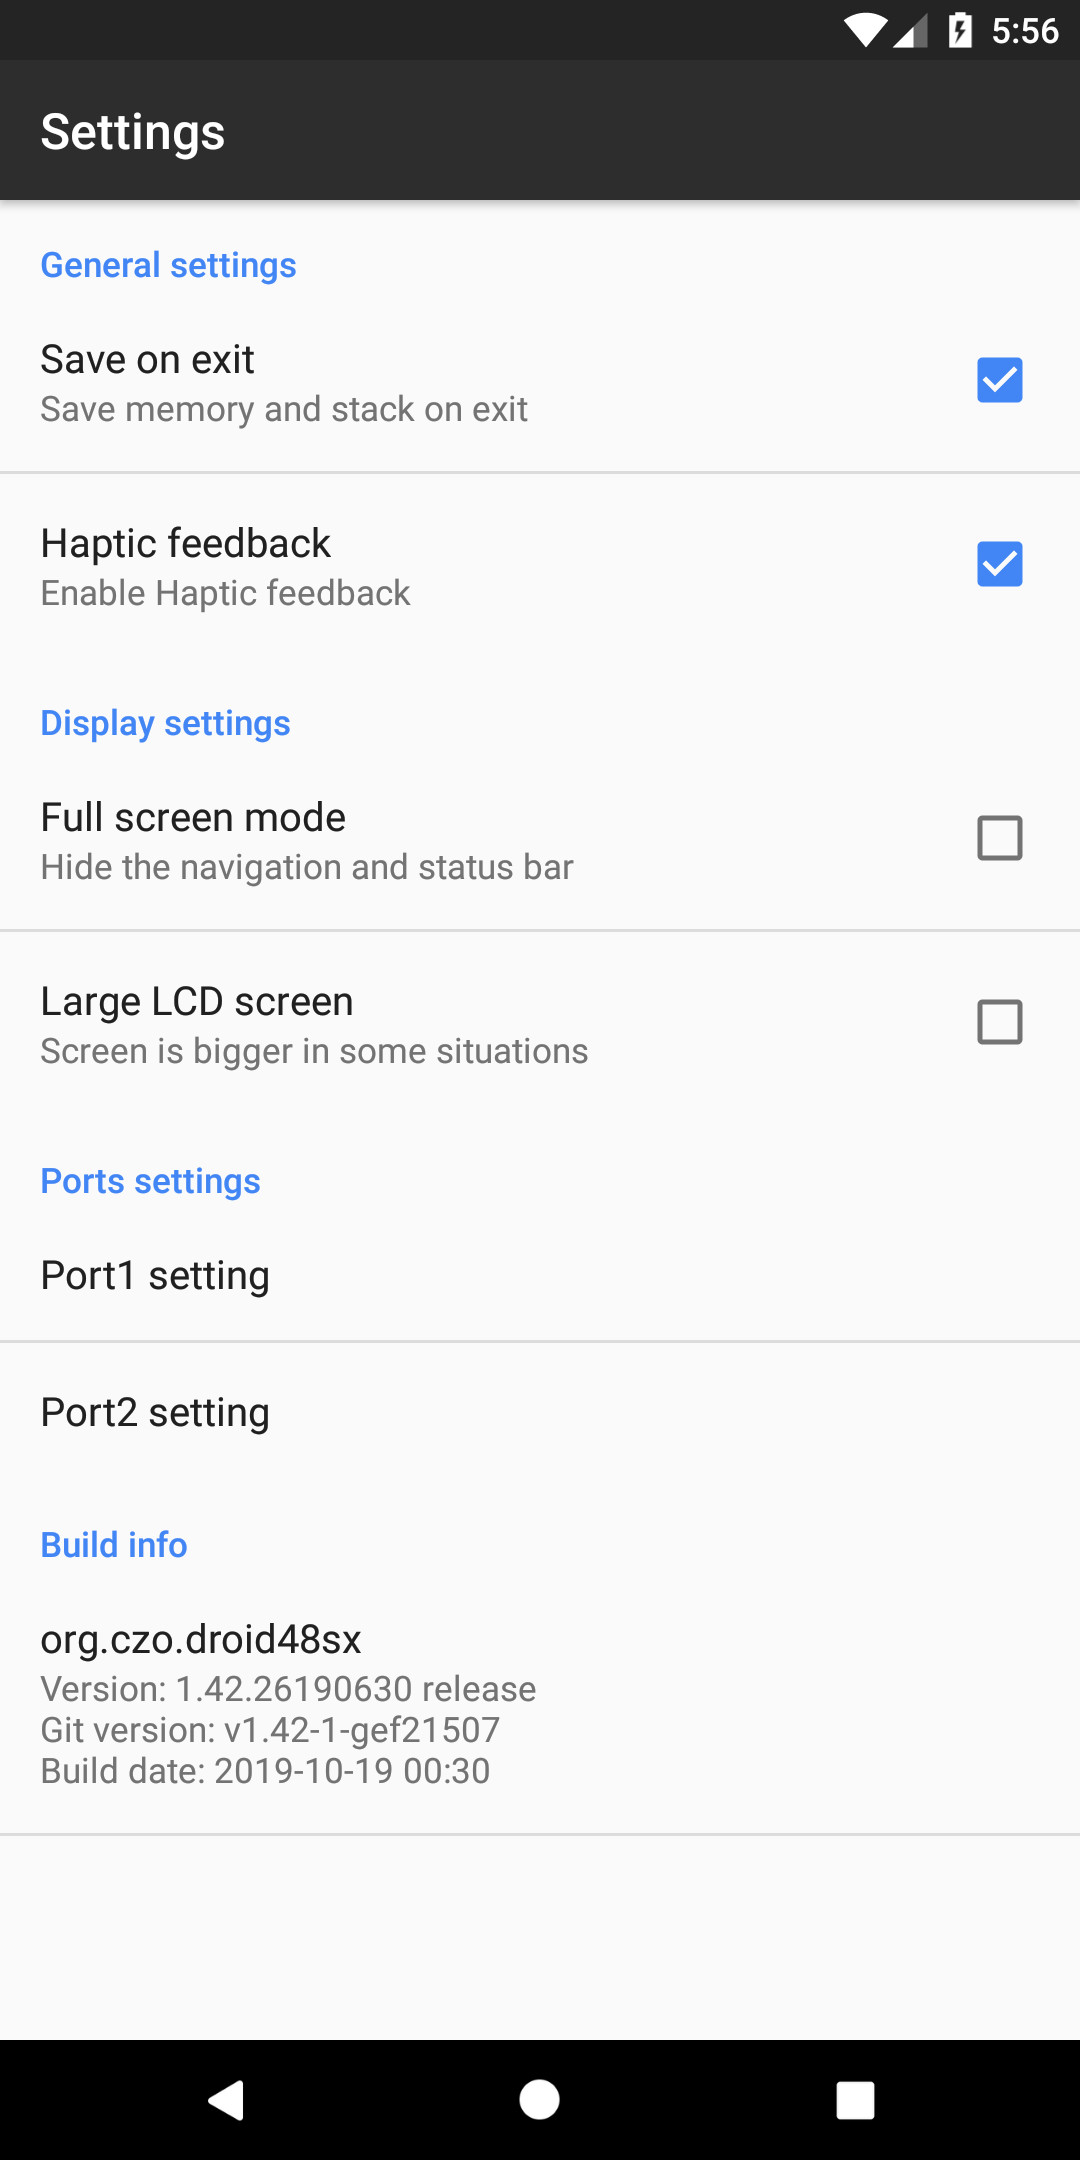 5:56
Settings
General settings
Save on exit
Save memory and stack on exit
Haptic feedback
Enable Haptic feedback
Display settings
Full screen mode
Hide the navigation and status bar
Large LCD screen
Screen is bigger in some situations
Ports settings
Port1 setting
Port2 setting
Build info
org.czo.droid48sx
Version: 1.42.26190630 release
Git version: v1.42-1-gef21507
Build date: 2019-10-19 00:30